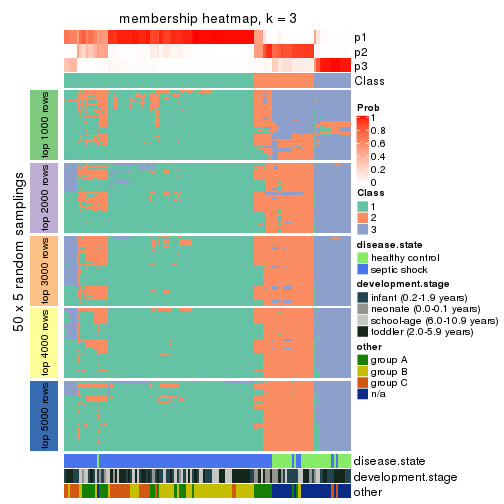 membership heatmap, k = 3
p1
p2
p3
Class
50 x 5 random samplings
top 1000 rows
top 2000 rows
top 3000 rows
top 4000 rows
top 5000 rows
Prob
1
0.8
0.6
0.4
0.2
0
Class
1
2
3
disease.state
healthy control
septic shock
development.stage
infant (0.2-1.9 years)
neonate (0.0-0.1 years)
school-age (6.0-10.9 years)
toddler (2.0-5.9 years)
other
group A
group B
group C
n/a
disease.state
development.stage
other